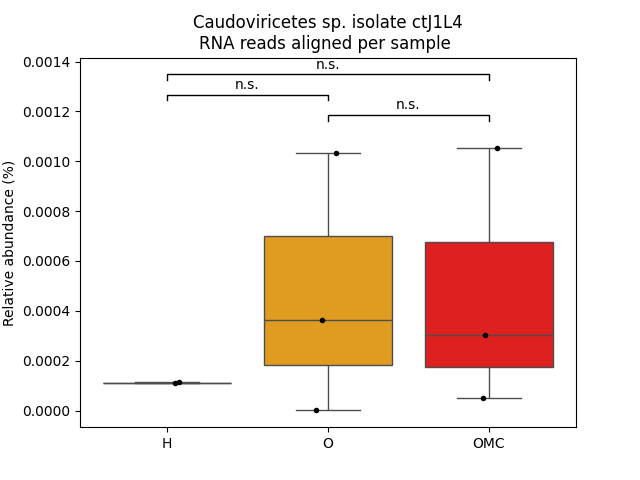 Caudoviricetes sp. isolate ctJ1L4
RNA reads aligned per sample
Relative abundance (%)
0.0014
0.0012
0.0010
0.0008
0.0006
0.0004
0.0002
0.0000
n.s.
n.s.
n.s.
H
O
OMC